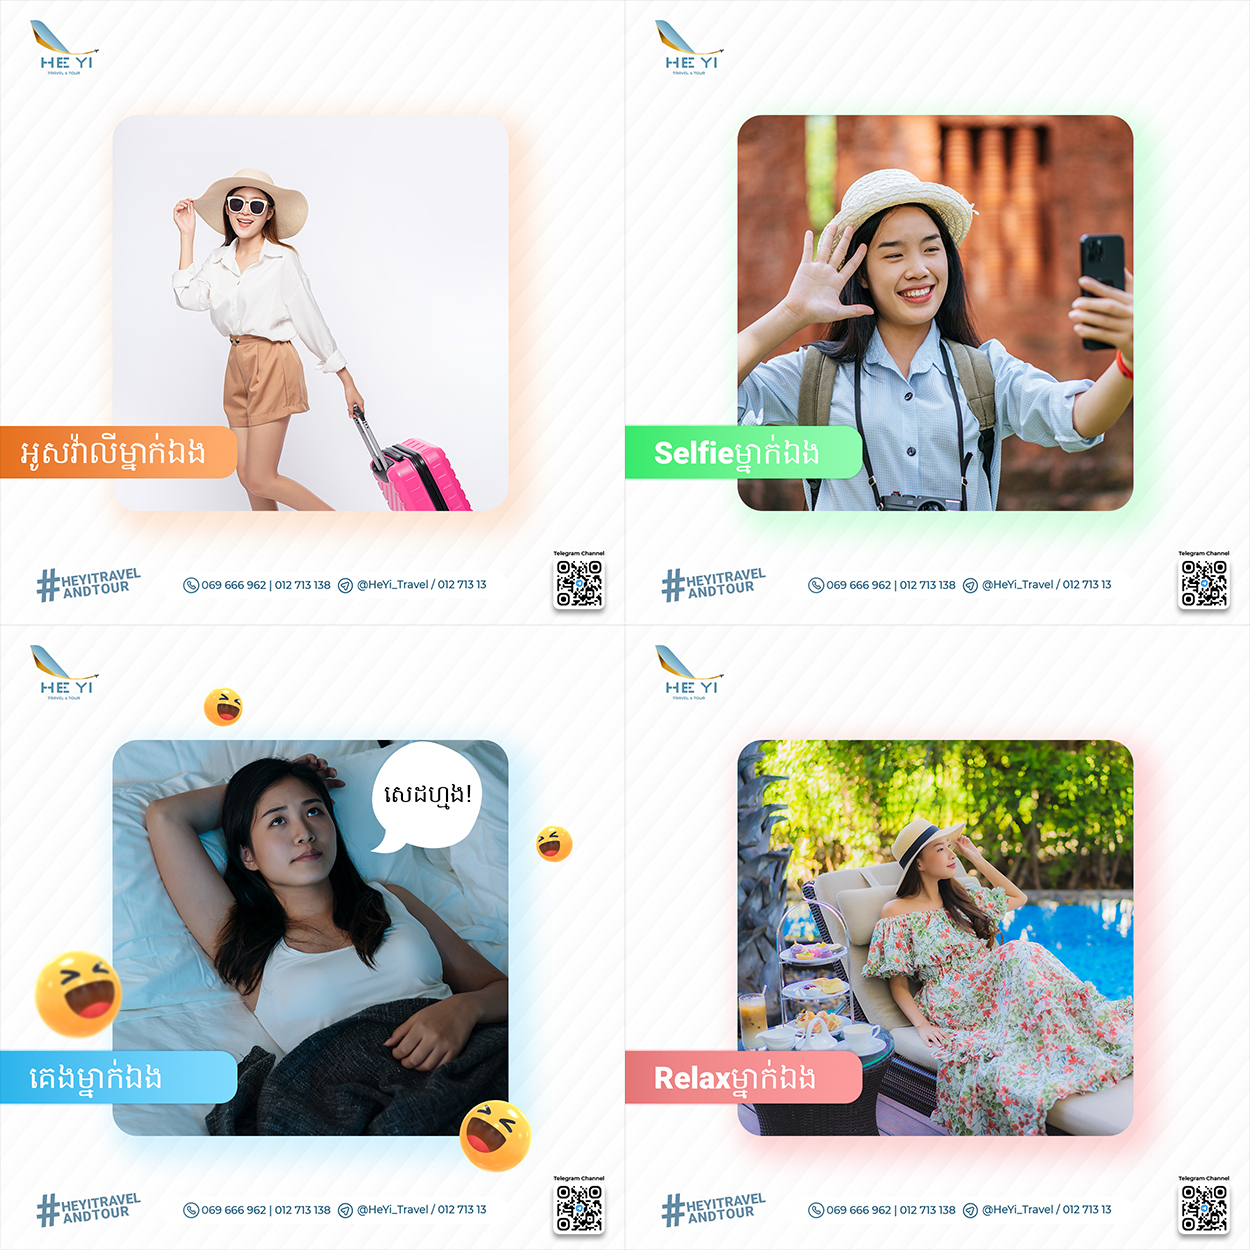 HE YI
TRAVEL & TOUR
អូសវ៉ាលីម្នាក់ឯង
Telegram Channel
#HEYITRAVEL
ANDTOUR
069 666 962 | 012 713 138 @HeYi_Travel / 012 713 13
HE YI
TRAVEL & TOUR
Selfieម្នាក់ឯង
Telegram Channel
#HEYITRAVEL
ANDTOUR
069 666 962 | 012 713 138 @HeYi_Travel / 012 713 13
HE YI
TRAVEL & TOUR
សេដហ្មង!
គេងម្នាក់ឯង
Telegram Channel
#HEYITRAVEL
ANDTOUR
069 666 962 | 012 713 138 @HeYi_Travel / 012 713 13
HE YI
TRAVEL & TOUR
Relaxម្នាក់ឯង
Telegram Channel
#HEYITRAVEL
ANDTOUR
069 666 962 | 012 713 138 @HeYi_Travel / 012 713 13